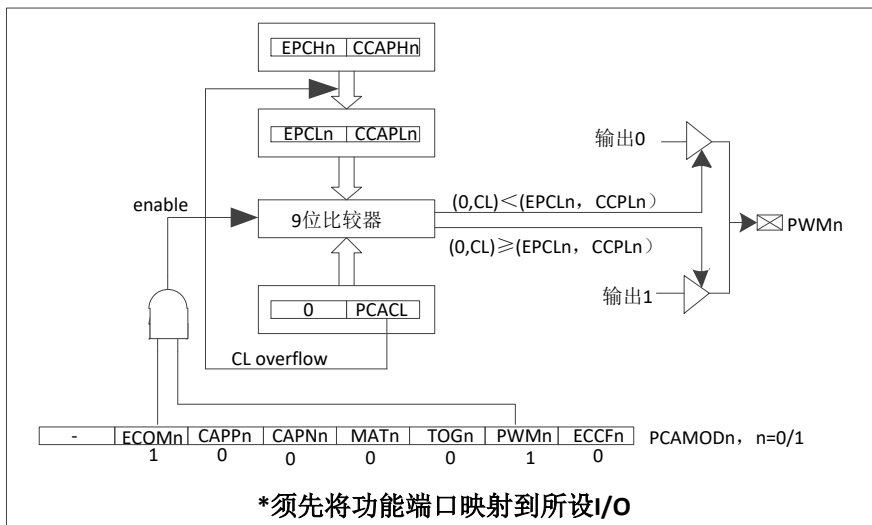 EPCHn CCAPHn
EPCLn CCAPLn
输出0
enable
(0,CL)＜(EPCLn，CCPLn）
9位比较器
PWMn
(0,CL)≥(EPCLn，CCPLn）
输出1
0 PCACL
CL overflow
- ECOMn CAPPn CAPNn MATn TOGn PWMn ECCFn PCAMODn，n=0/1
1 0 0 0 0 1 0
*须先将功能端口映射到所设I/O